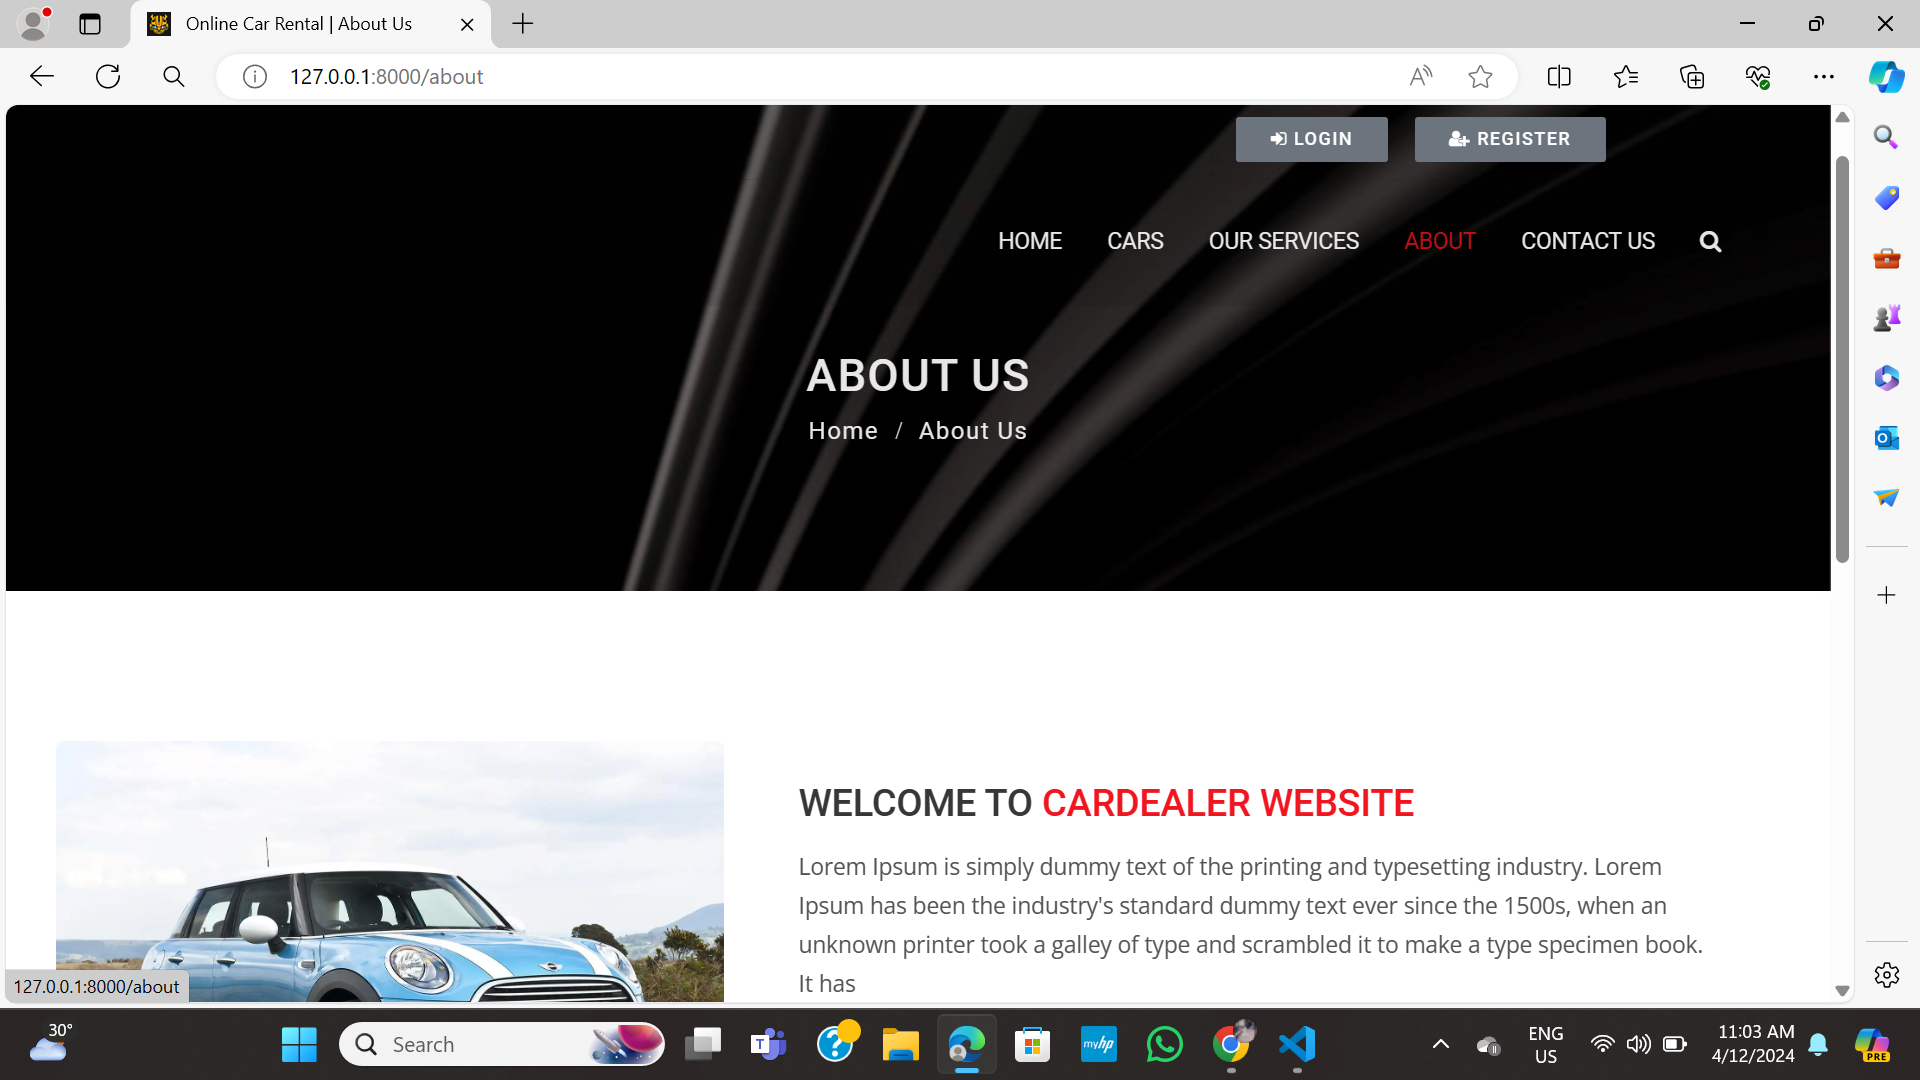 Online Car Rental | About Us
127.0.0.1:8000/about
LOGIN
REGISTER
HOME
CARS
OUR SERVICES
ABOUT
CONTACT US
ABOUT US
Home / About Us
WELCOME TO CARDEALER WEBSITE
Lorem Ipsum is simply dummy text of the printing and typesetting industry. Lorem
Ipsum has been the industry's standard dummy text ever since the 1500s, when an
unknown printer took a galley of type and scrambled it to make a type specimen book.
It has
127.0.0.1:8000/about
30°
Search
T
myhp
ENG
US
11:03 AM
4/12/2024
PRE